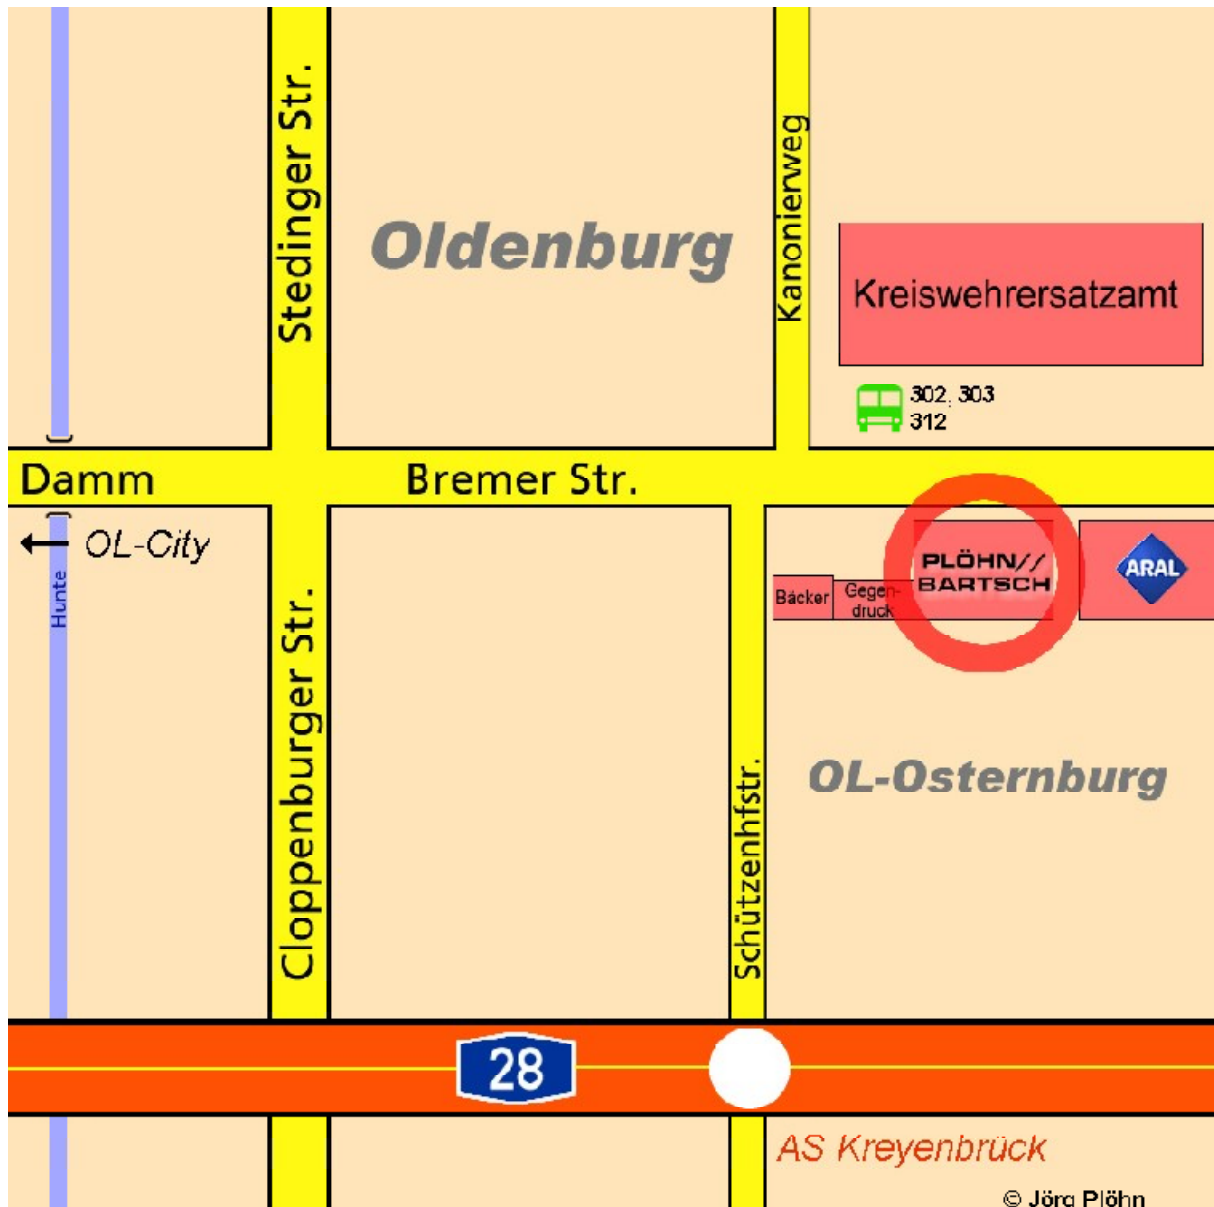 Stedinger Str.
Kanonierweg
Oldenburg
Kreiswehrersatzamt
302, 303
312
Damm
Bremer Str.
OL-City
Hunte
PLÖHN//
BARTSCH
ARAL
Bäcker
Gegen-
druck
Cloppenburger Str.
Schützenhfstr.
OL-Osternburg
28
AS Kreyenbrück
© Jörg Plöhn